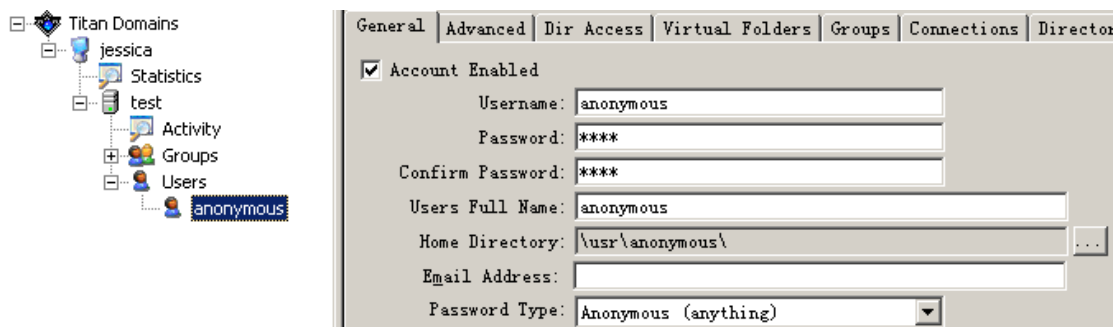 Titan Domains
jessica
Statistics
test
Activity
Groups
Users
anonymous
General Advanced Dir Access Virtual Folders Groups Connections Director
Account Enabled
Username: anonymous
Password: ****
Confirm Password: ****
Users Full Name: anonymous
Home Directory: \usr\anonymous\ ...
Email Address:
Password Type: Anonymous (anything)